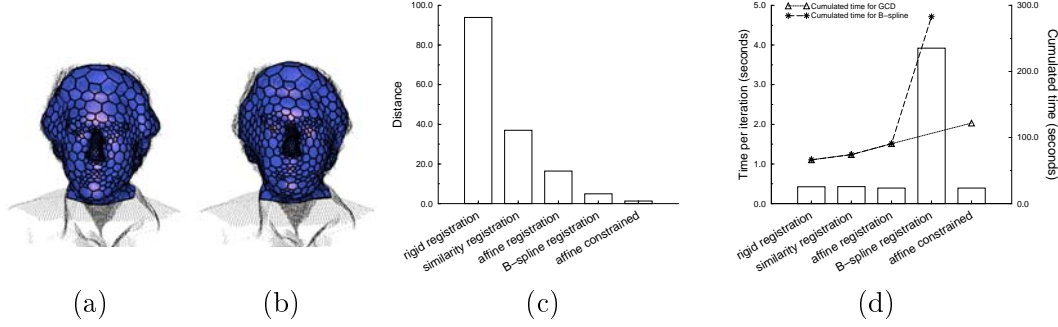 100.0
80.0
60.0
40.0
20.0
0.0
Distance
rigid registration
similarity registration
affine registration
B−spline registration
affine constrained
5.0
4.0
3.0
2.0
1.0
0.0
Time per iteration (seconds)
Cumulated time for GCD
Cumulated time for B−spline
300.0
200.0
100.0
0.0
Cumulated time (seconds)
rigid registration
similarity registration
affine registration
B−spline registration
affine constrained
(a)
(b)
(c)
(d)